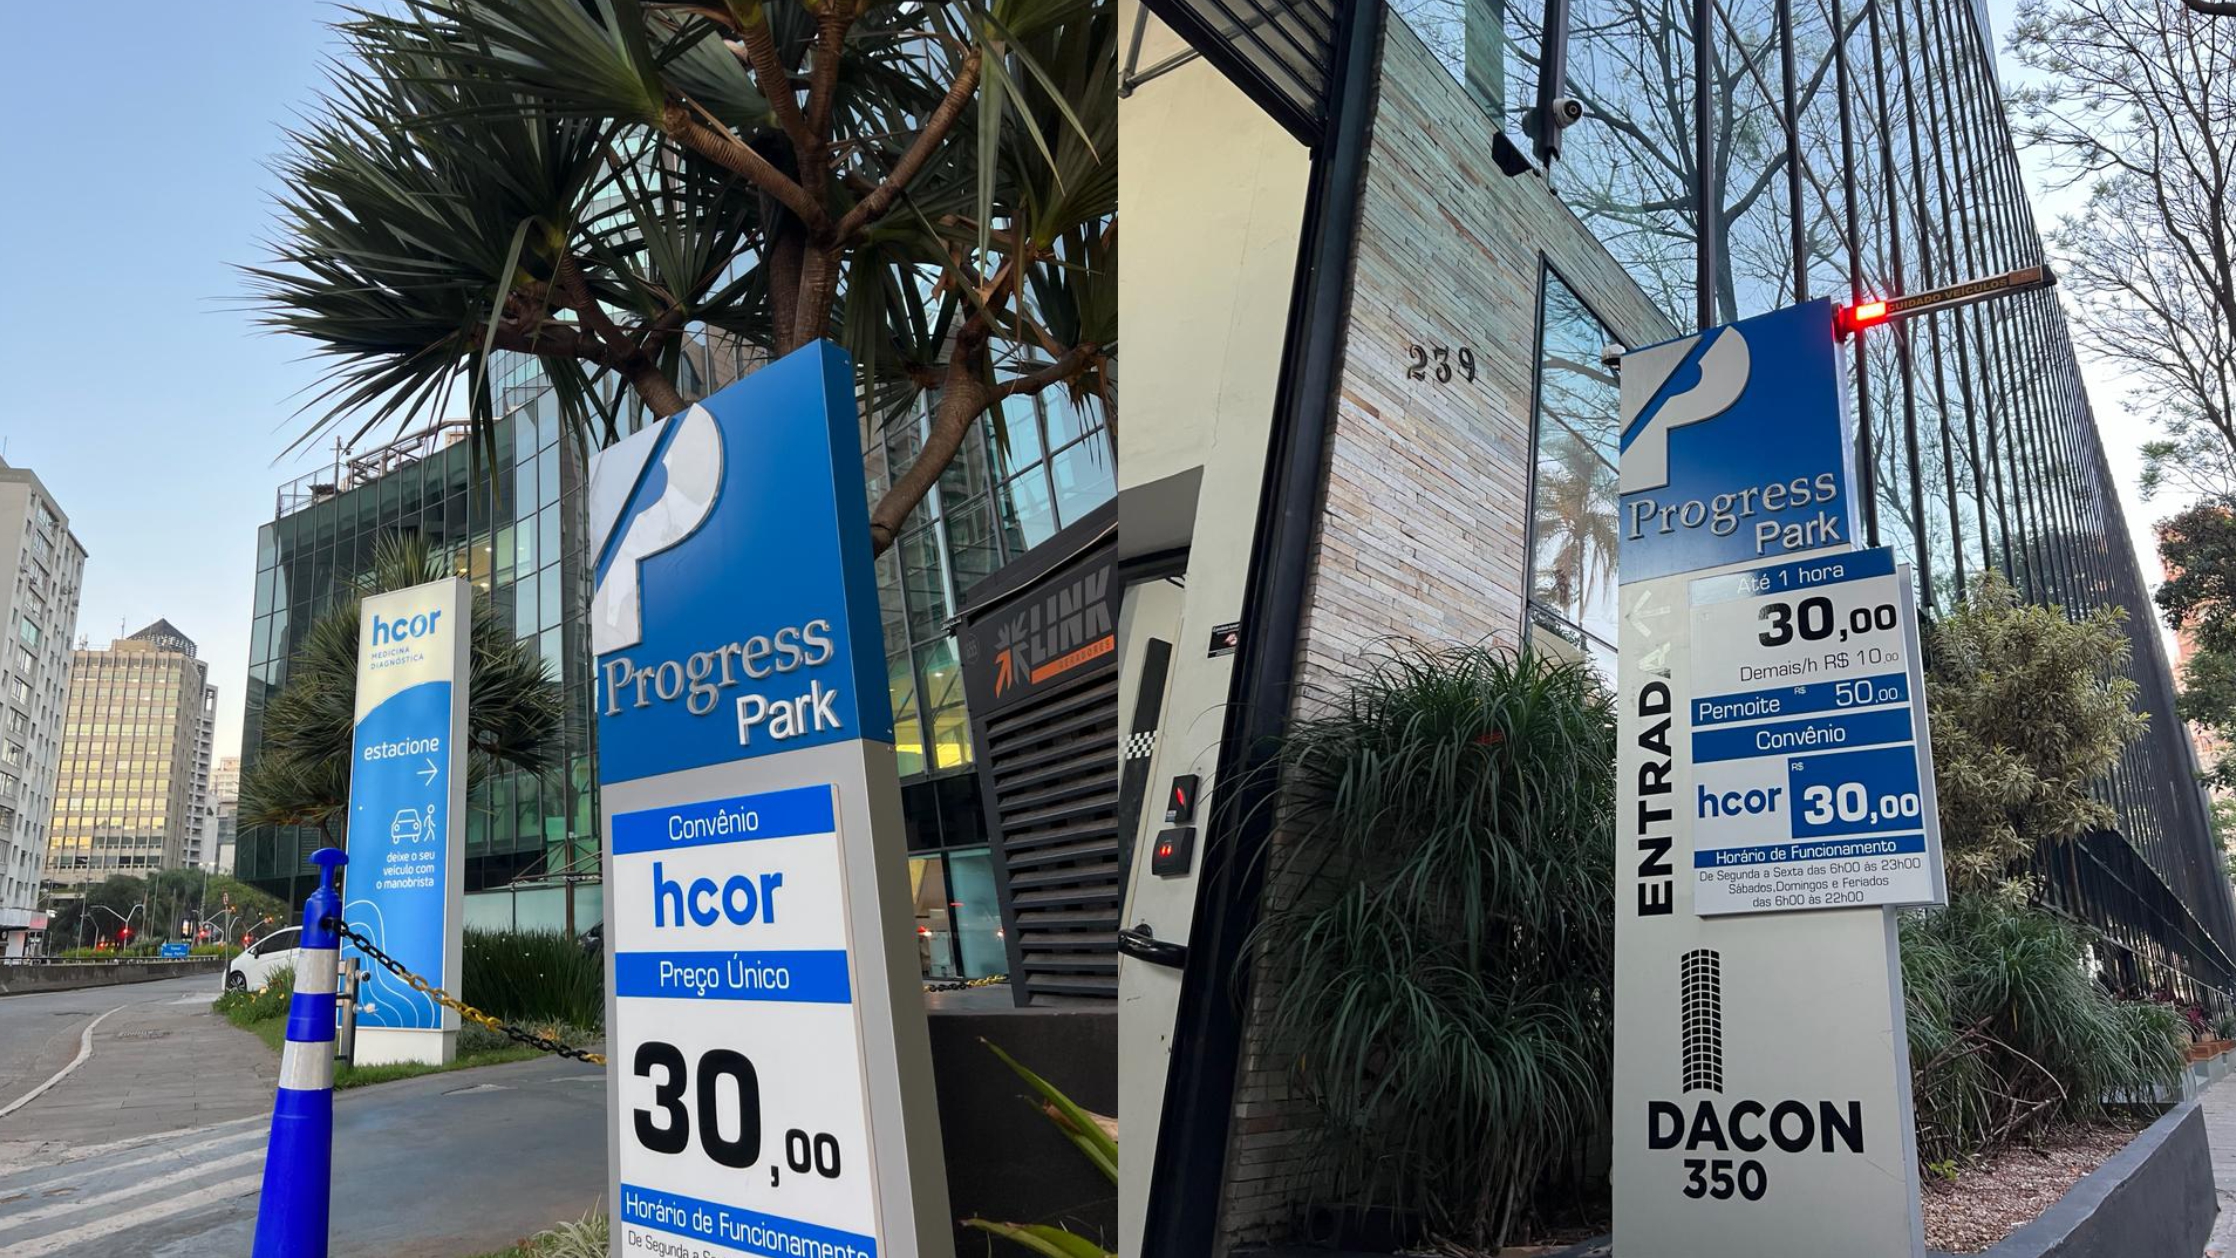 hcor
MEDICINA
DIAGNÓSTICA
estacione
deixe o seu
veículo com
o manobrista
Progress
Park
Convênio
hcor
Preço Único
30,00
Horário de Funcionamento
De Segunda a
LINK
GERADORES
239
CUIDADO VEÍCULOS
Progress
Park
ENTRADA
Até 1 hora
30,00
Demais/h R$ 10,00
Pernoite R$ 50,00
Convênio
hcor R$ 30,00
Horário de Funcionamento
De Segunda a Sexta das 6h00 às 23h00
Sábados,Domingos e Feriados
das 6h00 às 22h00
DACON
350